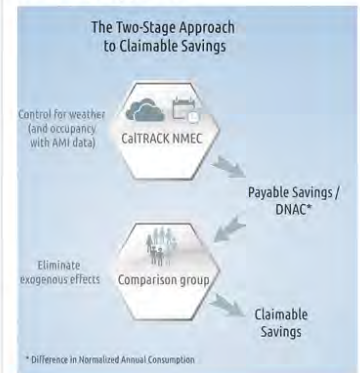 The Two-Stage Approach
to Claimable Savings
Control for weather
(and occupancy
with AMI data)
CalTRACK NMEC
Payable Savings /
DNAC*
Eliminate
exogenous effects
Comparison group
Claimable
Savings
* Difference in Normalized Annual Consumption